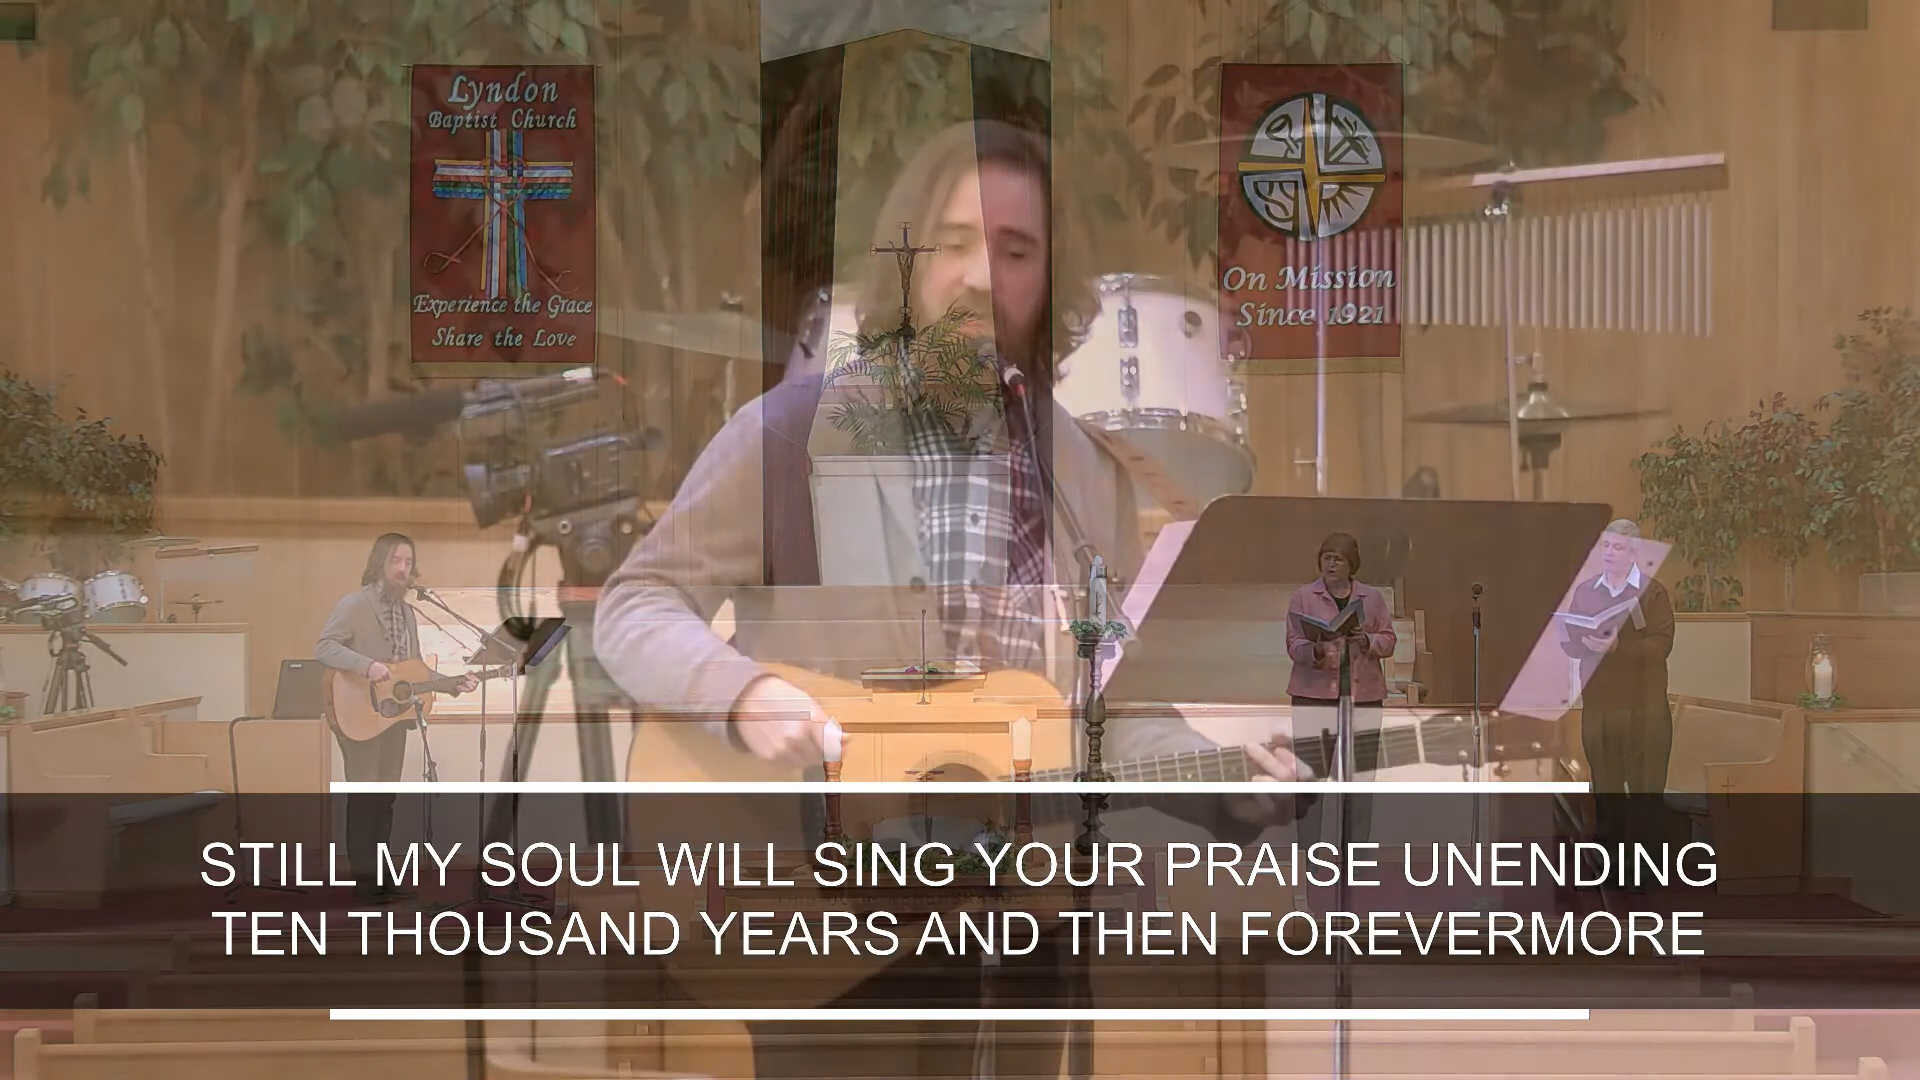 Lyndon
Baptist Church
Experience the Grace
Share the Love
On Mission
Since 1921
STILL MY SOUL WILL SING YOUR PRAISE UNENDING
TEN THOUSAND YEARS AND THEN FOREVERMORE